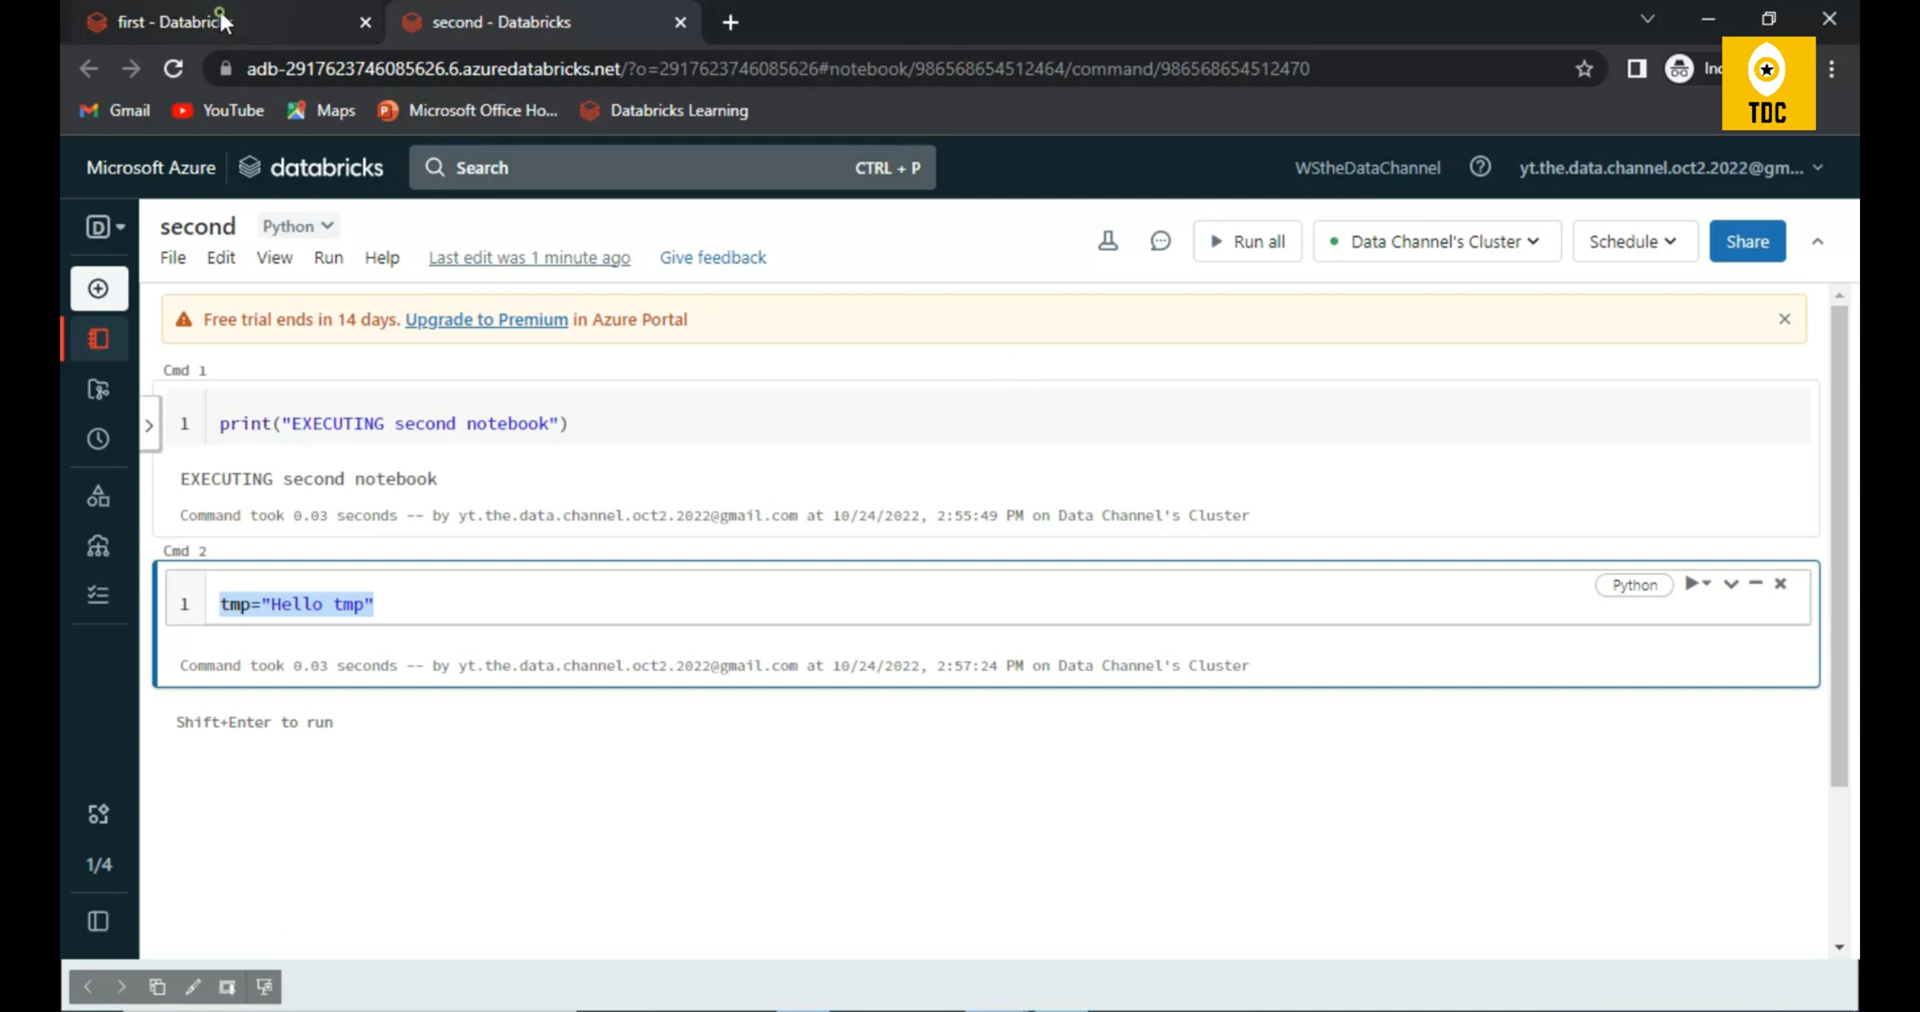 first - Databricks
second - Databricks
adb-2917623746085626.6.azuredatabricks.net/?o=2917623746085626#notebook/986568654512464/command/986568654512470
Gmail
YouTube
Maps
Microsoft Office Ho...
Databricks Learning
TDC
Microsoft Azure
databricks
Search
CTRL + P
WStheDataChannel
yt.the.data.channel.oct2.2022@gm...
second
Python
File
Edit
View
Run
Help
Last edit was 1 minute ago
Give feedback
Run all
Data Channel's Cluster
Schedule
Share
Free trial ends in 14 days. Upgrade to Premium in Azure Portal
Cmd 1
1
print("EXECUTING second notebook")
EXECUTING second notebook
Command took 0.03 seconds -- by yt.the.data.channel.oct2.2022@gmail.com at 10/24/2022, 2:55:49 PM on Data Channel's Cluster
Cmd 2
1
tmp="Hello tmp"
Python
Command took 0.03 seconds -- by yt.the.data.channel.oct2.2022@gmail.com at 10/24/2022, 2:57:24 PM on Data Channel's Cluster
Shift+Enter to run
1/4